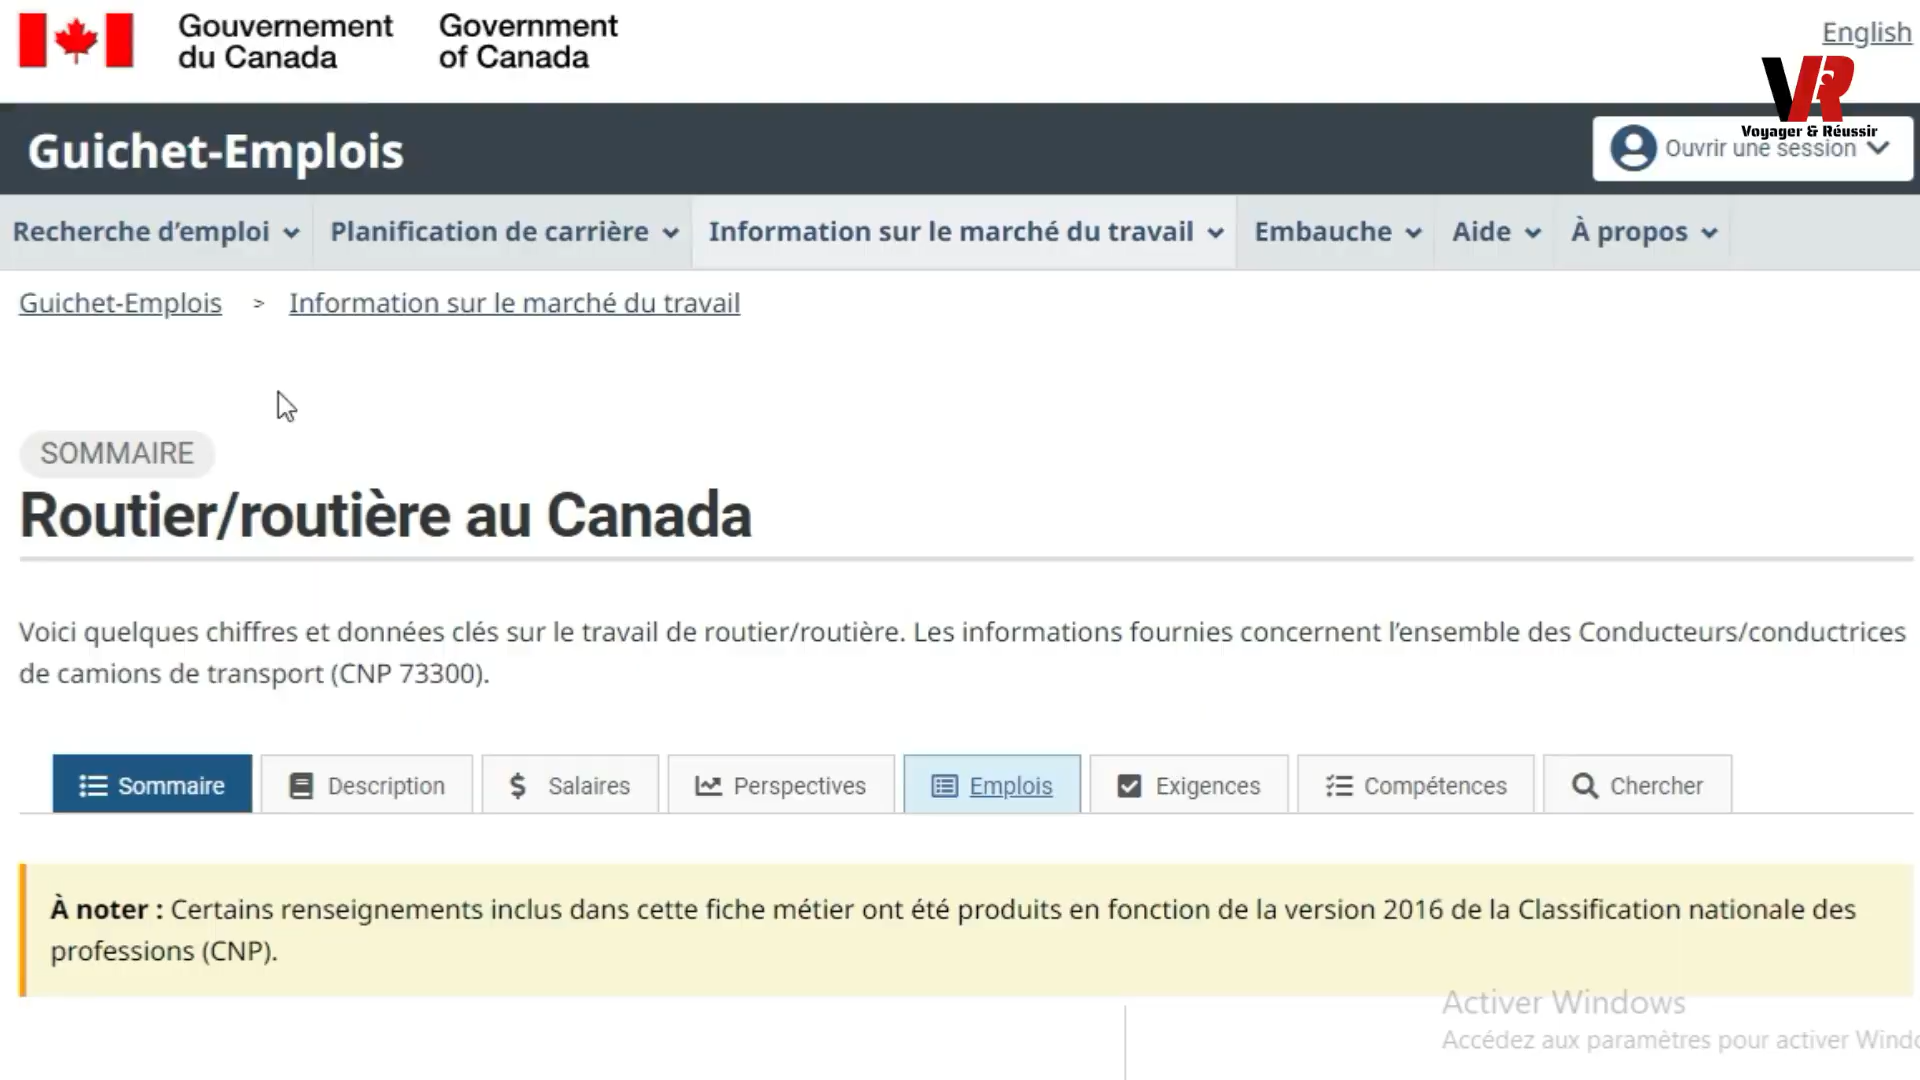 Gouvernement
du Canada
Government
of Canada
English
VR
Voyager & Réussir
Guichet-Emplois
Ouvrir une session
Recherche d’emploi
Planification de carrière
Information sur le marché du travail
Embauche
Aide
À propos
Guichet-Emplois > Information sur le marché du travail
SOMMAIRE
Routier/routière au Canada
Voici quelques chiffres et données clés sur le travail de routier/routière. Les informations fournies concernent l’ensemble des Conducteurs/conductrices
de camions de transport (CNP 73300).
Sommaire
Description
Salaires
Perspectives
Emplois
Exigences
Compétences
Chercher
À noter : Certains renseignements inclus dans cette fiche métier ont été produits en fonction de la version 2016 de la Classification nationale des
professions (CNP).
Activer Windows
Accédez aux paramètres pour activer